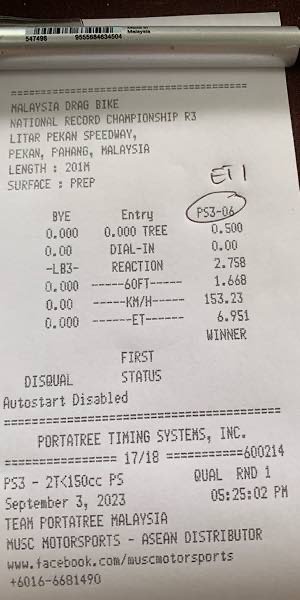 Made in
Malaysia
547498 9555684634504
MALAYSIA DRAG BIKE
NATIONAL RECORD CHAMPIONSHIP R3
LITAR PEKAN SPEEDWAY,
PEKAN, PAHANG, MALAYSIA
LENGTH : 201M
SURFACE : PREP
ET1
BYE Entry PS3-06
0.000 0.000 TREE 0.500
0.00 DIAL-IN 0.00
-LB3- REACTION 2.758
0.000 ------60FT----- 1.668
0.00 ------KM/H----- 153.23
0.000 -------ET------ 6.951
WINNER
FIRST
DISQUAL STATUS
Autostart Disabled
PORTATREE TIMING SYSTEMS, INC.
================ 17/18 ===========600214
PS3 - 2T<150cc PS QUAL RND 1
September 3, 2023 05:25:02 PM
TEAM PORTATREE MALAYSIA
MUSC MOTORSPORTS - ASEAN DISTRIBUTOR
www.facebook.com/muscmotorsports
+6016-6681490